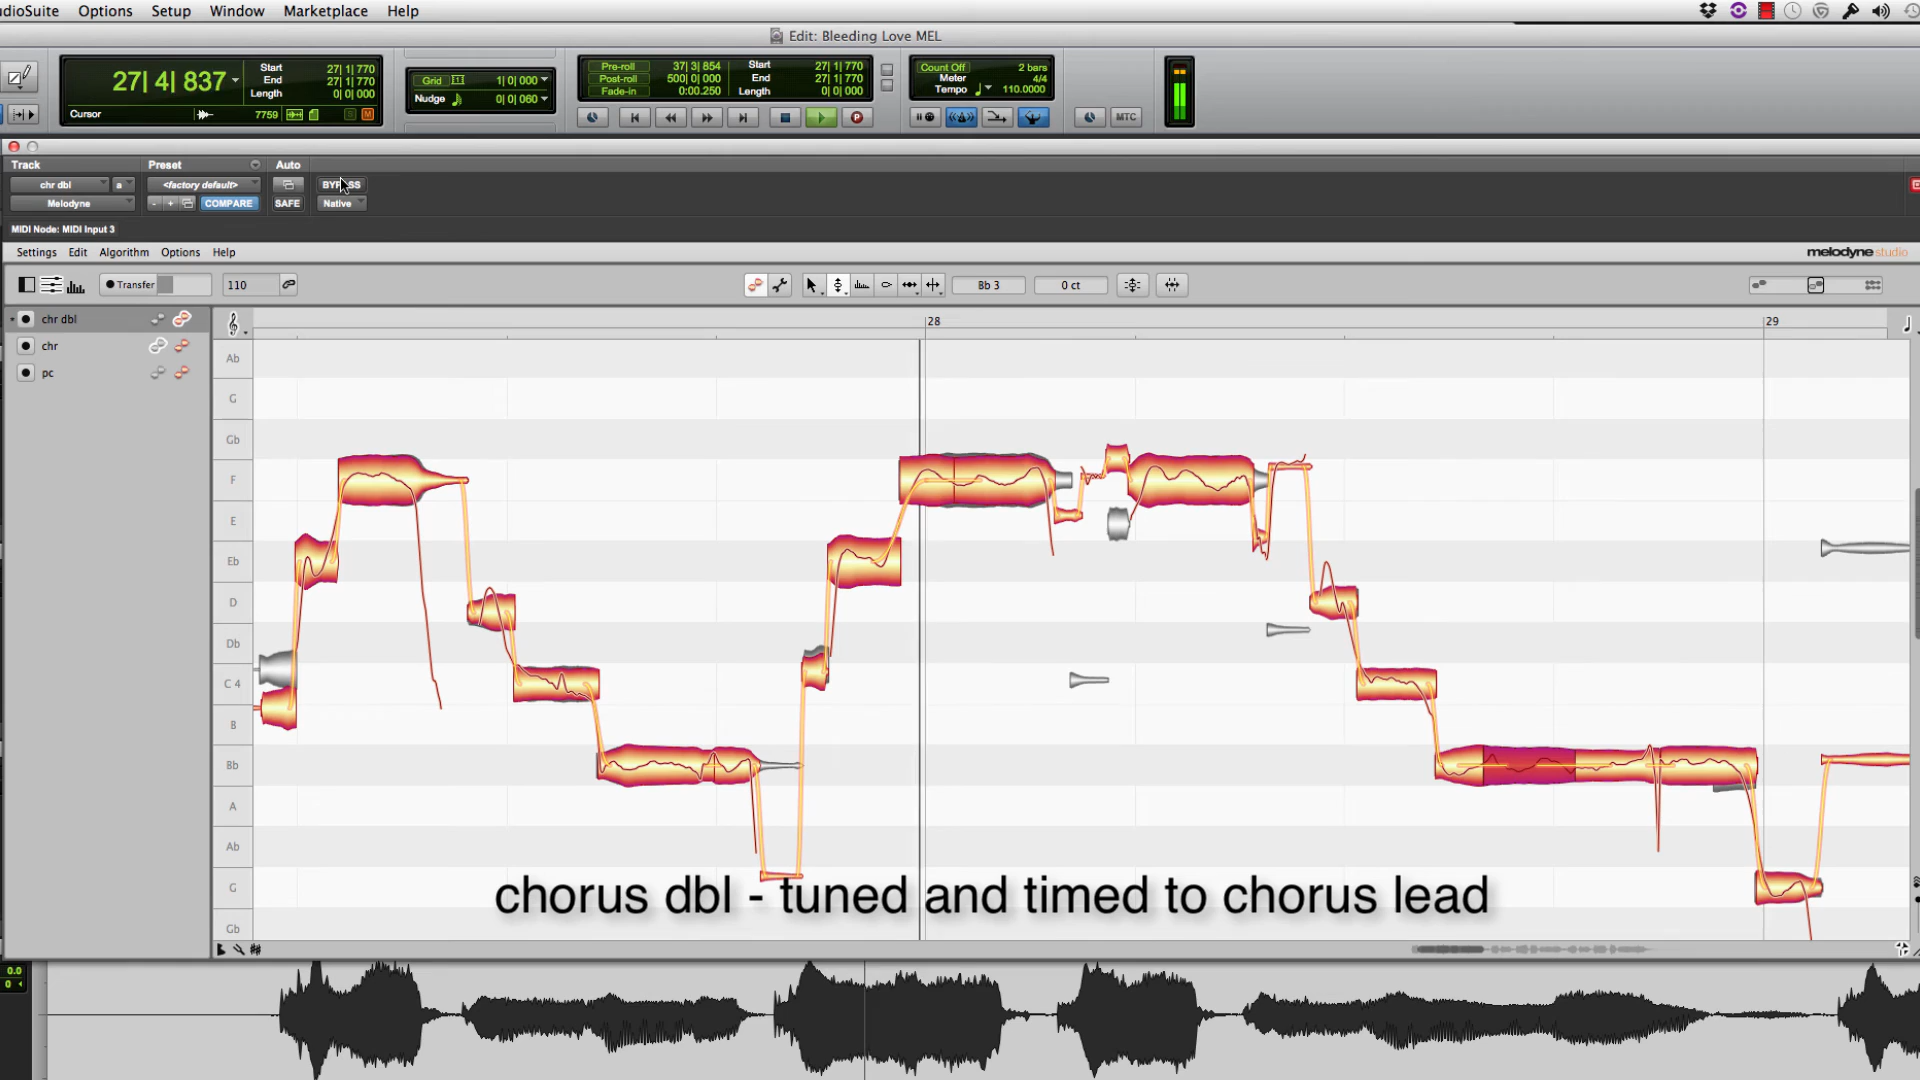 udioSuite Options Setup Window Marketplace Help
Edit: Bleeding Love MEL
27| 4| 837
Start 27| 1| 770
End 27| 1| 770
Length 0| 0| 000
Cursor 7759 S M
Grid 1| 0| 000
Nudge 0| 0| 060
Pre-roll 37| 3| 854
Post-roll 500| 0| 000
Fade-in 0:00.250
Start 27| 1| 770
End 27| 1| 770
Length 0| 0| 000
Count Off 2 bars
Meter 4/4
Tempo 110.0000
P MTC
Track Preset Auto
chr dbl a <factory default> BYPASS
Melodyne - + COMPARE SAFE Native
MIDI Node: MIDI Input 3
Settings Edit Algorithm Options Help melodyne studio
Transfer 110 Bb 3 0 ct
chr dbl
chr
pc
28 29
Ab
G
Gb
F
E
Eb
D
Db
C 4
B
Bb
A
Ab
G
Gb
chorus dbl - tuned and timed to chorus lead
0.0
0